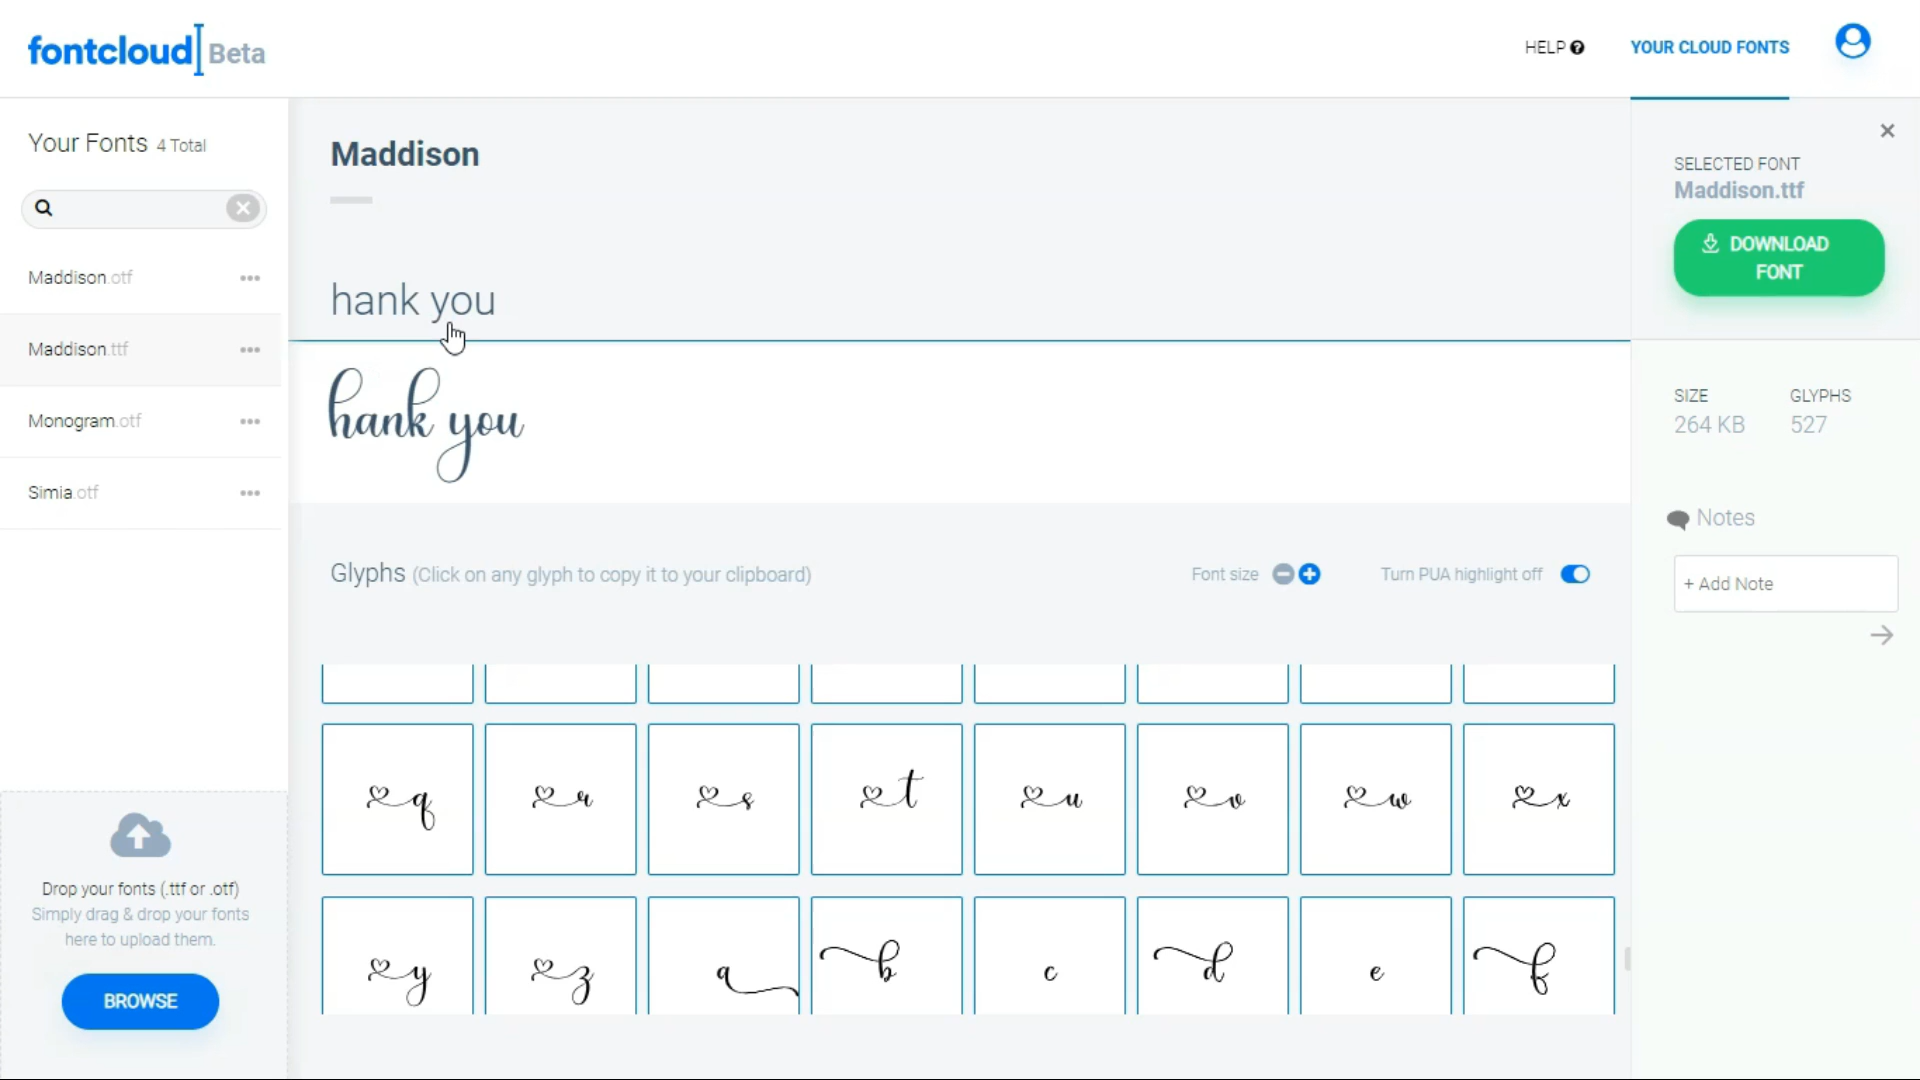 fontcloud Beta
HELP
YOUR CLOUD FONTS
Your Fonts 4 Total
Maddison.otf
Maddison.ttf
Monogram.otf
Simia.otf
Drop your fonts (.ttf or .otf)
Simply drag & drop your fonts
here to upload them.
BROWSE
Maddison
hank you
hank you
Glyphs (Click on any glyph to copy it to your clipboard)
Font size
Turn PUA highlight off
q r s t u v w x
y z a b c d e f
SELECTED FONT
Maddison.ttf
DOWNLOAD
FONT
SIZE GLYPHS
264 KB 527
Notes
+ Add Note